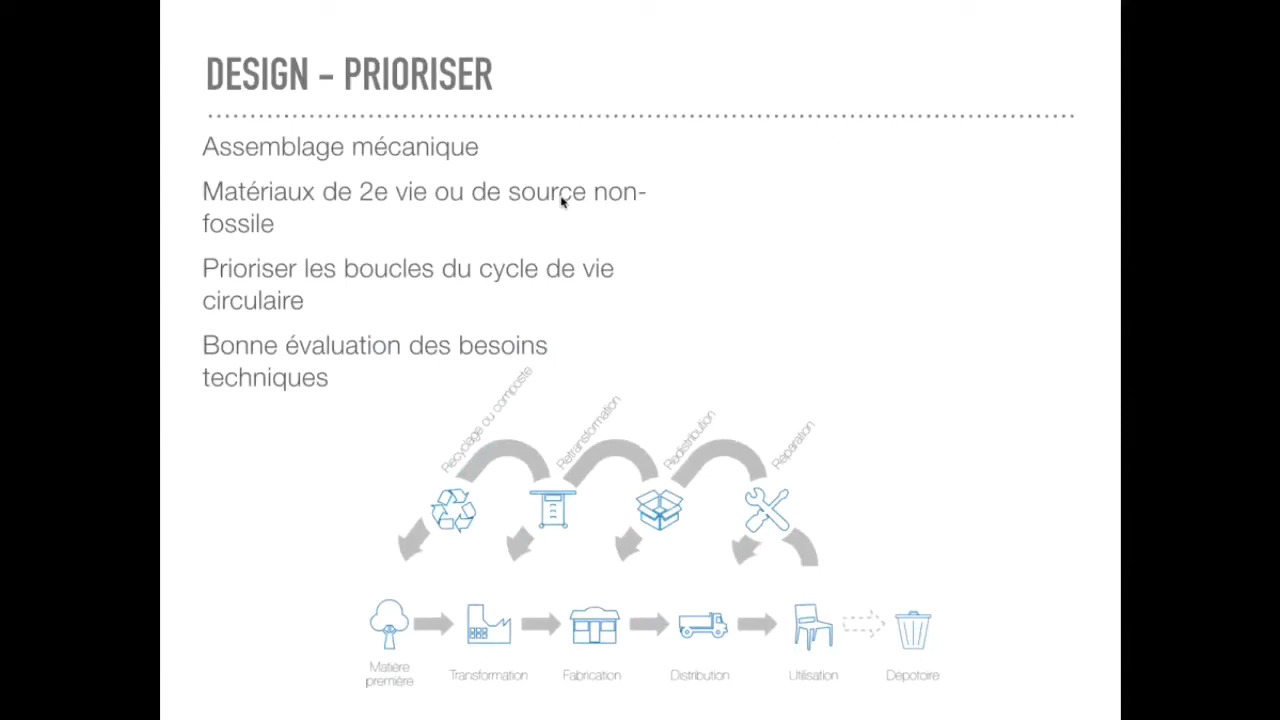 DESIGN - PRIORISER
Assemblage mécanique
Matériaux de 2e vie ou de source non-
fossile
Prioriser les boucles du cycle de vie
circulaire
Bonne évaluation des besoins
techniques
Recyclage ou composte
Retransformation
Redistribution
Réparation
Matière
première
Transformation
Fabrication
Distribution
Utilisation
Dépotoire